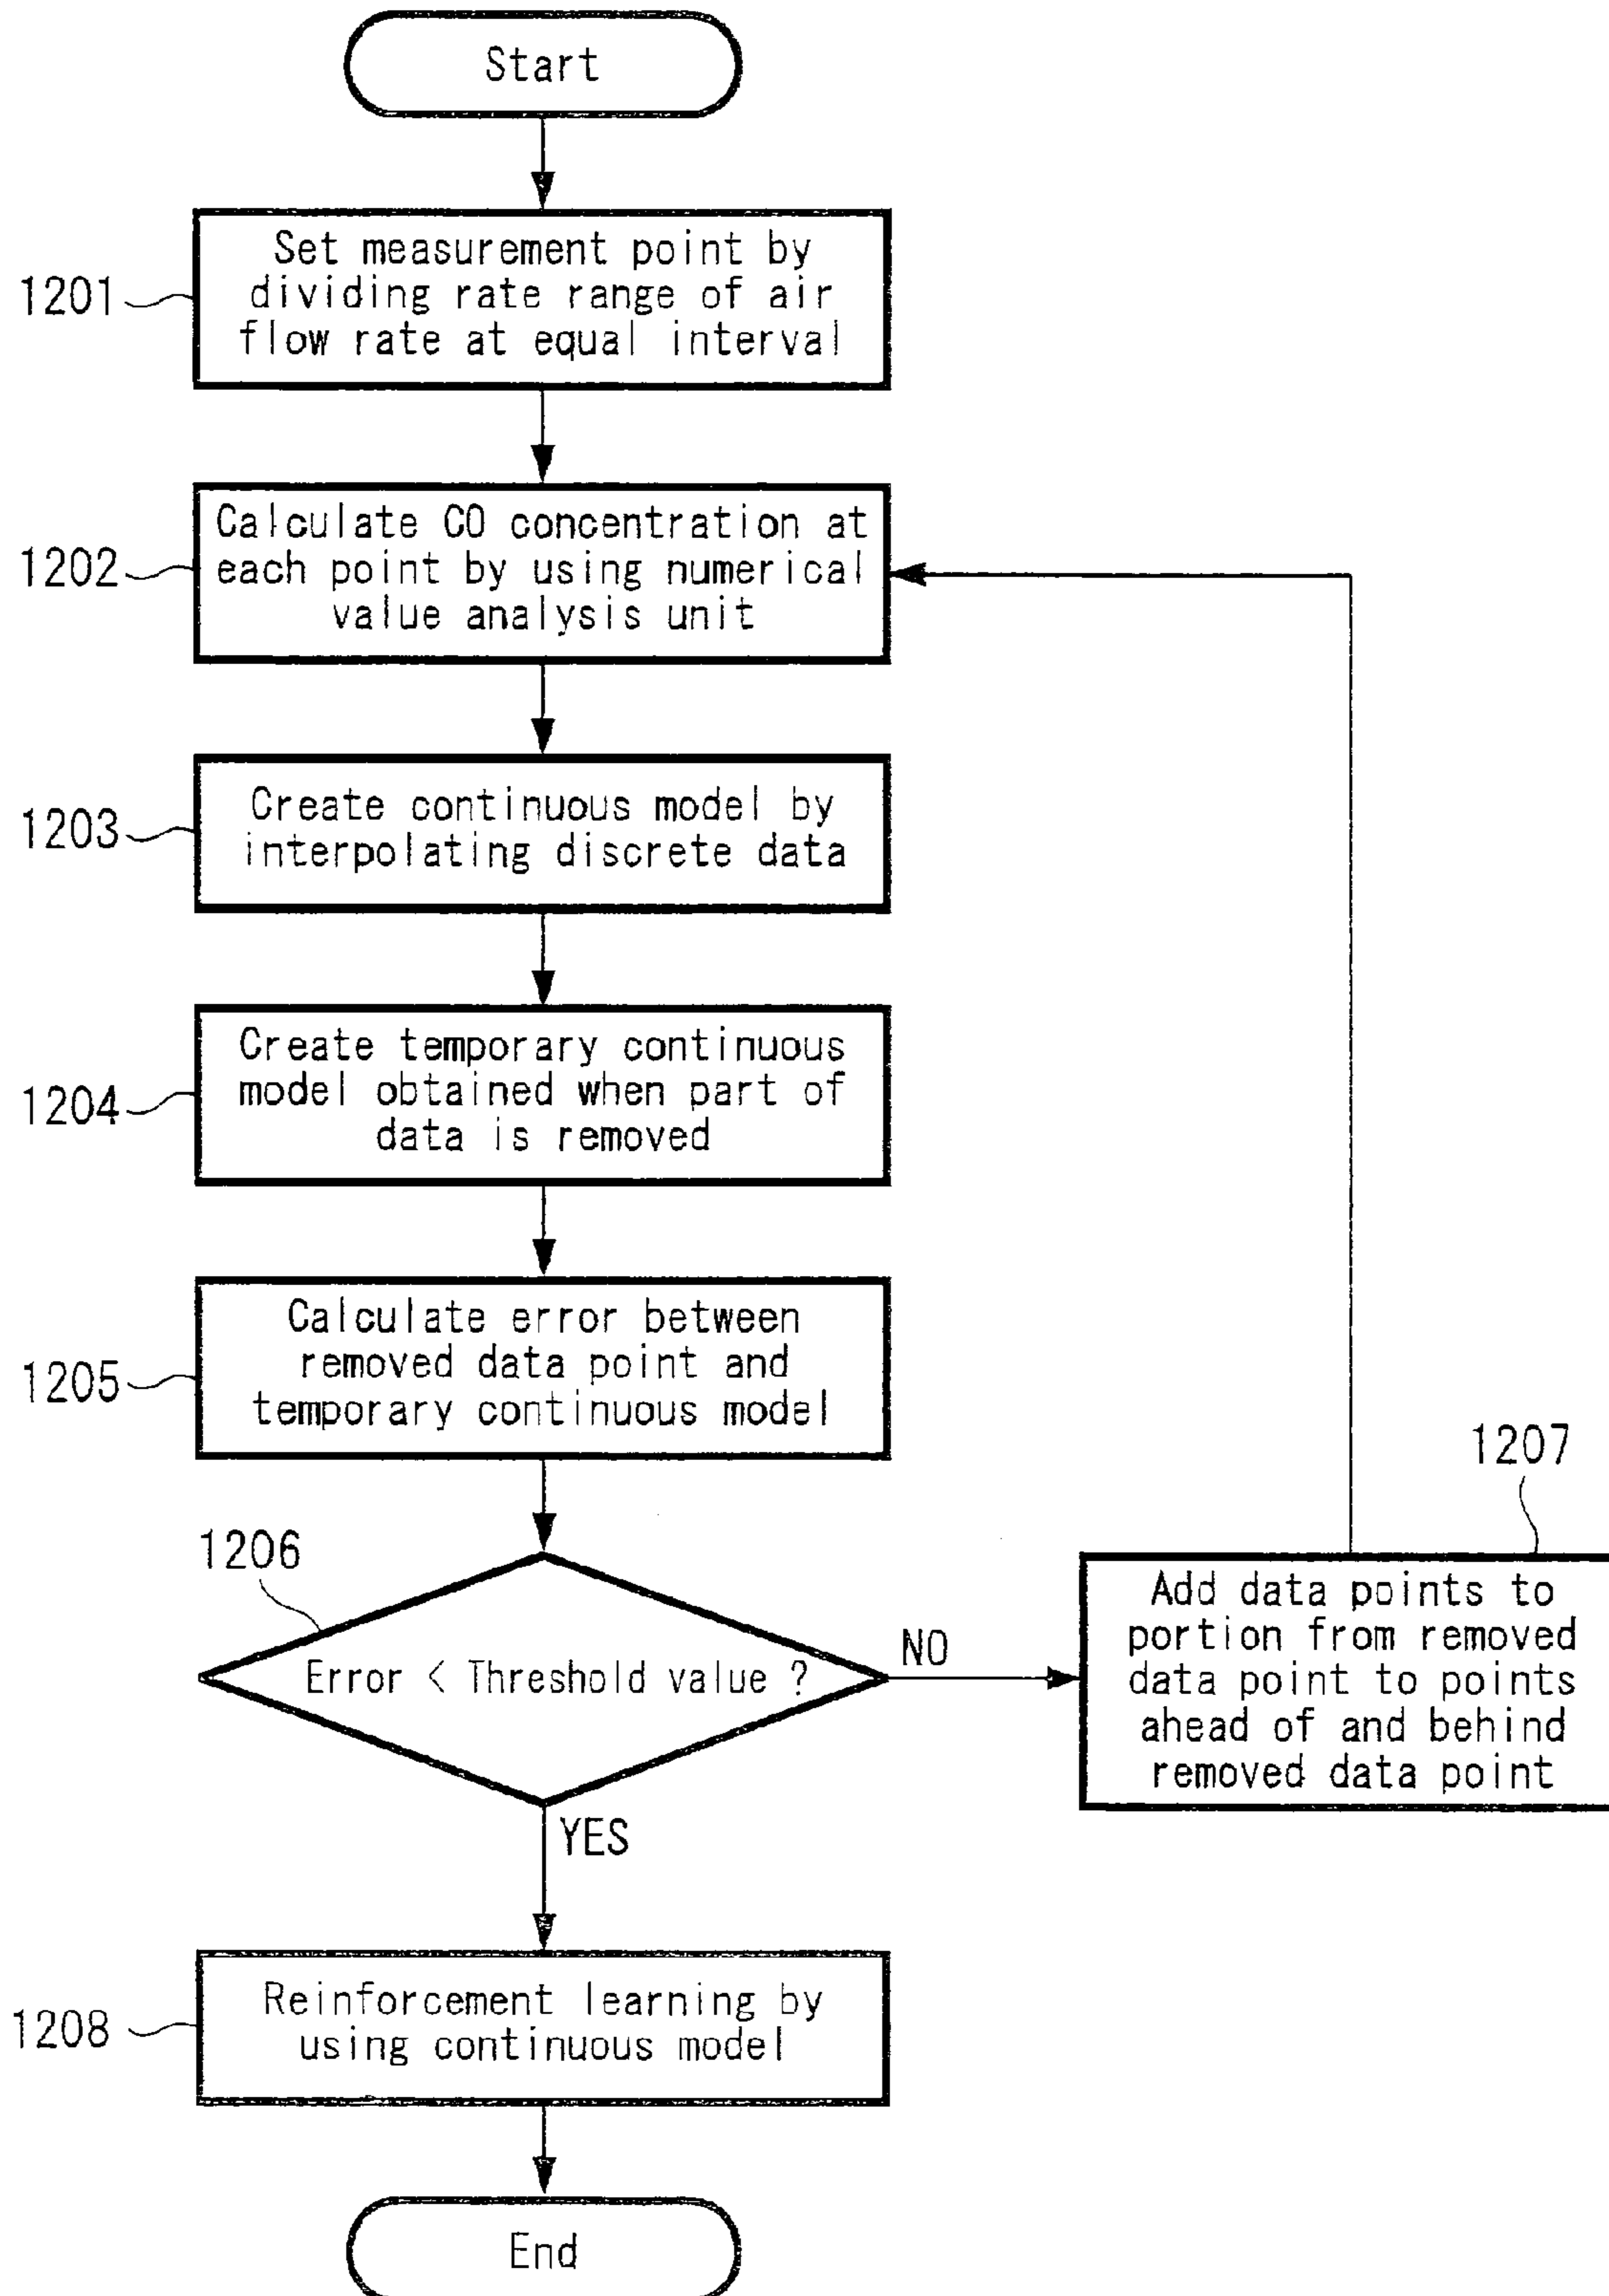 Start
1201
Set measurement point by
dividing rate range of air
flow rate at equal interval
1202
Calculate CO concentration at
each point by using numerical
value analysis unit
1203
Create continuous model by
interpolating discrete data
1204
Create temporary continuous
model obtained when part of
data is removed
1205
Calculate error between
removed data point and
temporary continuous model
1206
Error < Threshold value ?
NO
YES
1207
Add data points to
portion from removed
data point to points
ahead of and behind
removed data point
1208
Reinforcement learning by
using continuous model
End